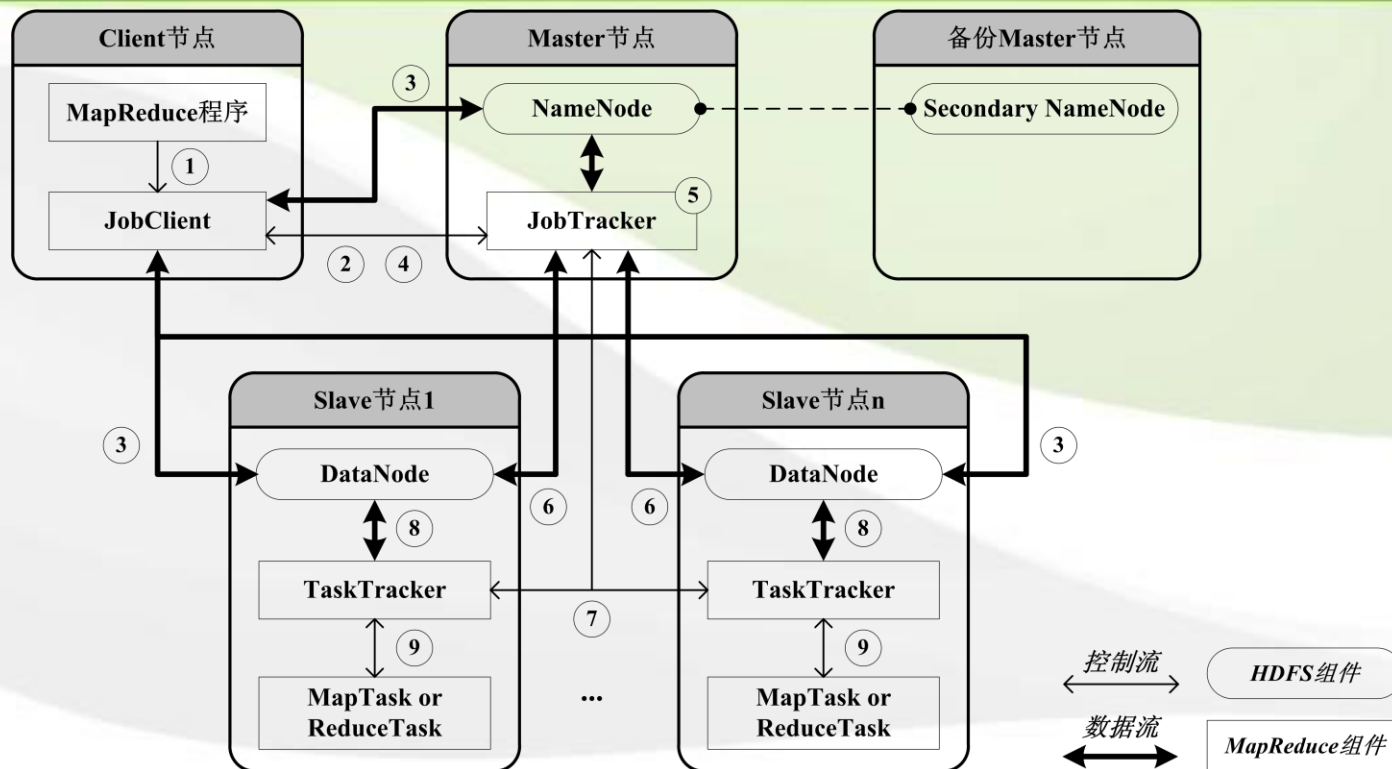 Client节点
MapReduce程序
①
JobClient
③
② ④
Master节点
NameNode
JobTracker
⑤
备份Master节点
Secondary NameNode
③
Slave节点1
DataNode
⑧
TaskTracker
⑨
MapTask or
ReduceTask
⑥
⑦
...
⑥
Slave节点n
DataNode
⑧
TaskTracker
⑨
MapTask or
ReduceTask
③
控制流
HDFS组件
数据流
MapReduce组件